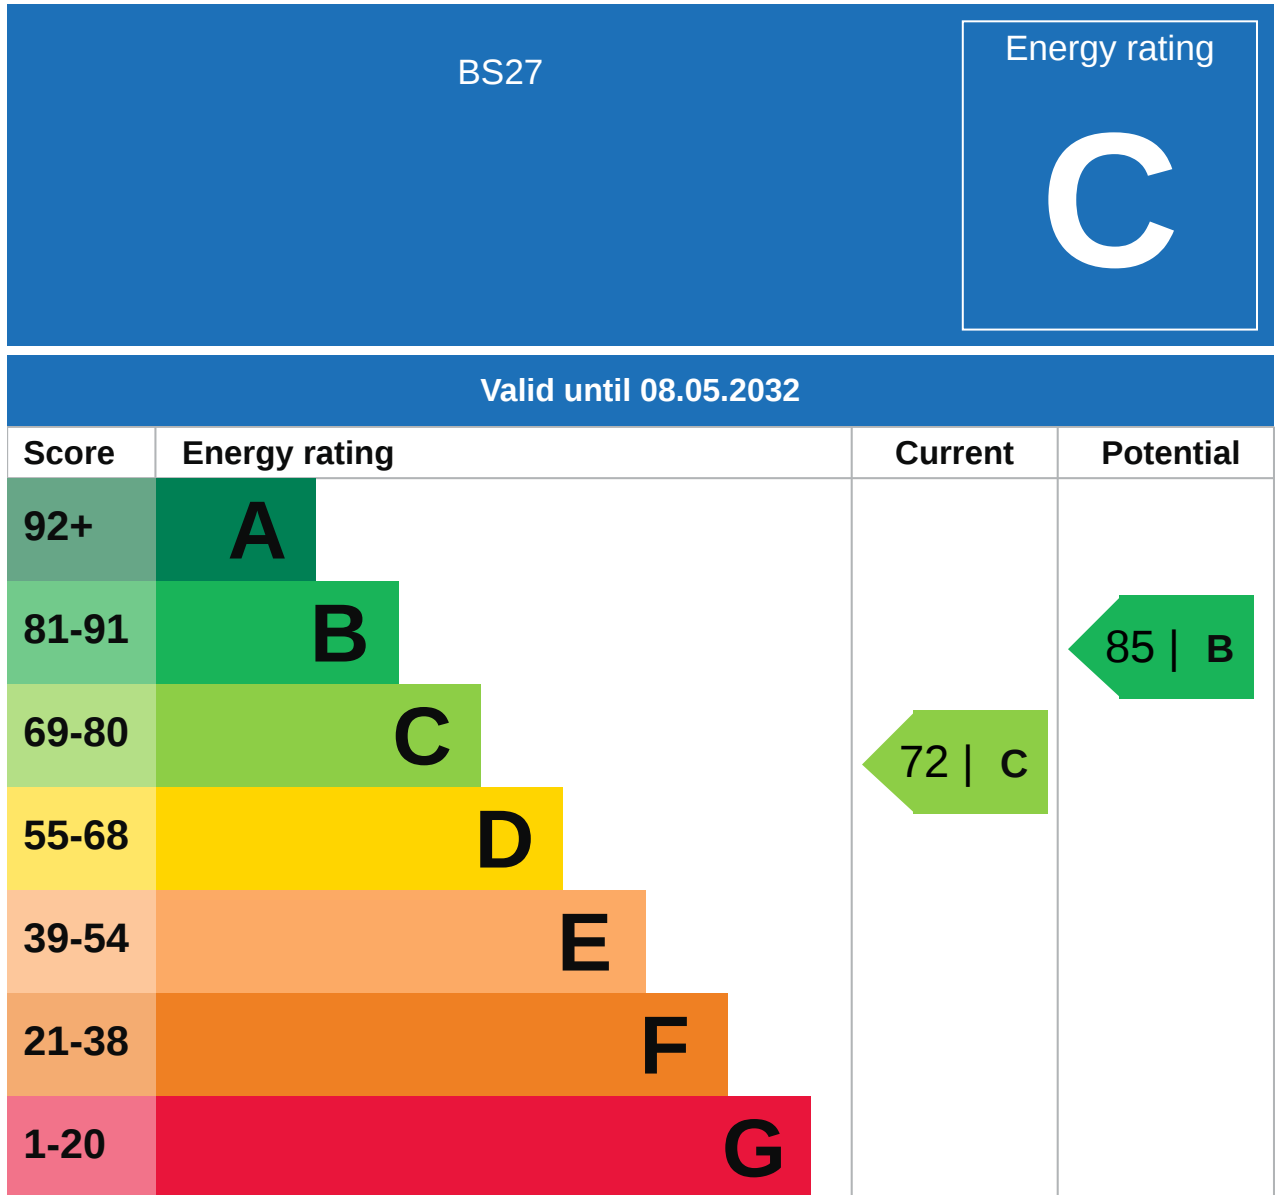 BS27
Energy rating
C
Valid until 08.05.2032
Score Energy rating Current Potential
92+ A
81-91 B 85 | B
69-80 C 72 | C
55-68 D
39-54 E
21-38 F
1-20 G